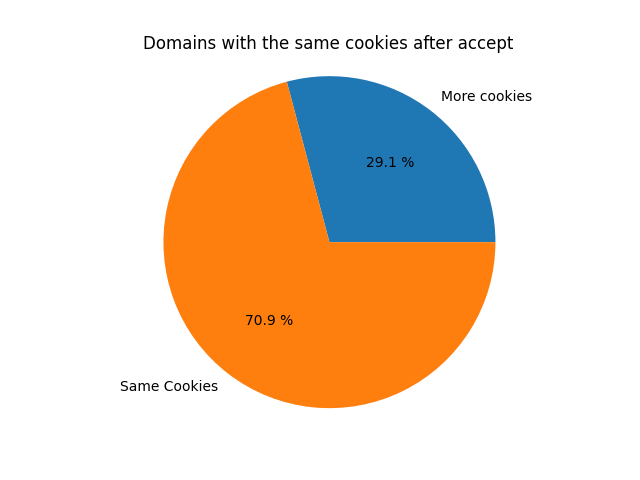 Domains with the same cookies after accept
More cookies
29.1 %
70.9 %
Same Cookies